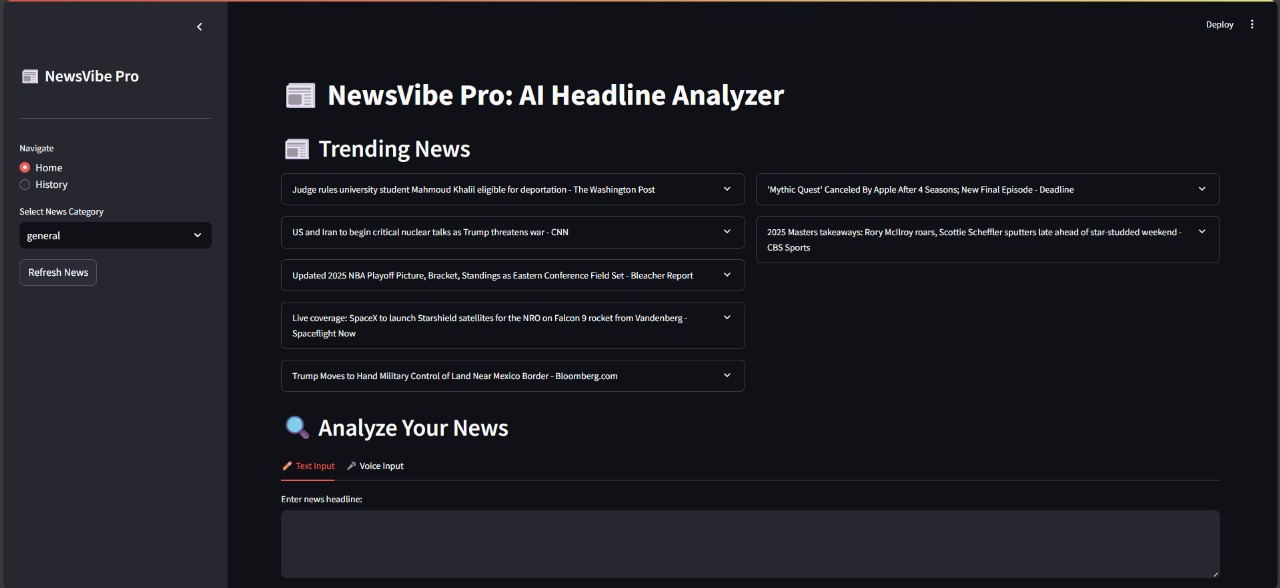 Deploy
NewsVibe Pro
Navigate
Home
History
Select News Category
general
Refresh News
NewsVibe Pro: AI Headline Analyzer
Trending News
Judge rules university student Mahmoud Khalil eligible for deportation - The Washington Post
US and Iran to begin critical nuclear talks as Trump threatens war - CNN
Updated 2025 NBA Playoff Picture, Bracket, Standings as Eastern Conference Field Set - Bleacher Report
Live coverage: SpaceX to launch Starshield satellites for the NRO on Falcon 9 rocket from Vandenberg -
Spaceflight Now
Trump Moves to Hand Military Control of Land Near Mexico Border - Bloomberg.com
'Mythic Quest' Canceled By Apple After 4 Seasons; New Final Episode - Deadline
2025 Masters takeaways: Rory McIlroy roars, Scottie Scheffler sputters late ahead of star-studded weekend -
CBS Sports
Analyze Your News
Text Input
Voice Input
Enter news headline: